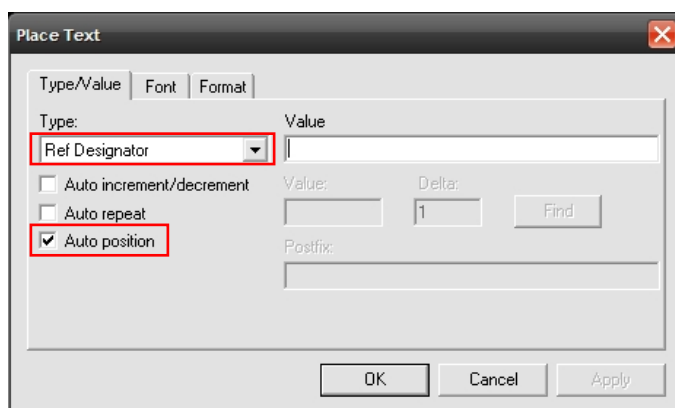 Place Text
Type/Value Font Format
Type: Value
Ref Designator
Auto increment/decrement Value: Delta:
Auto repeat 1 Find
Auto position Postfix:
OK Cancel Apply